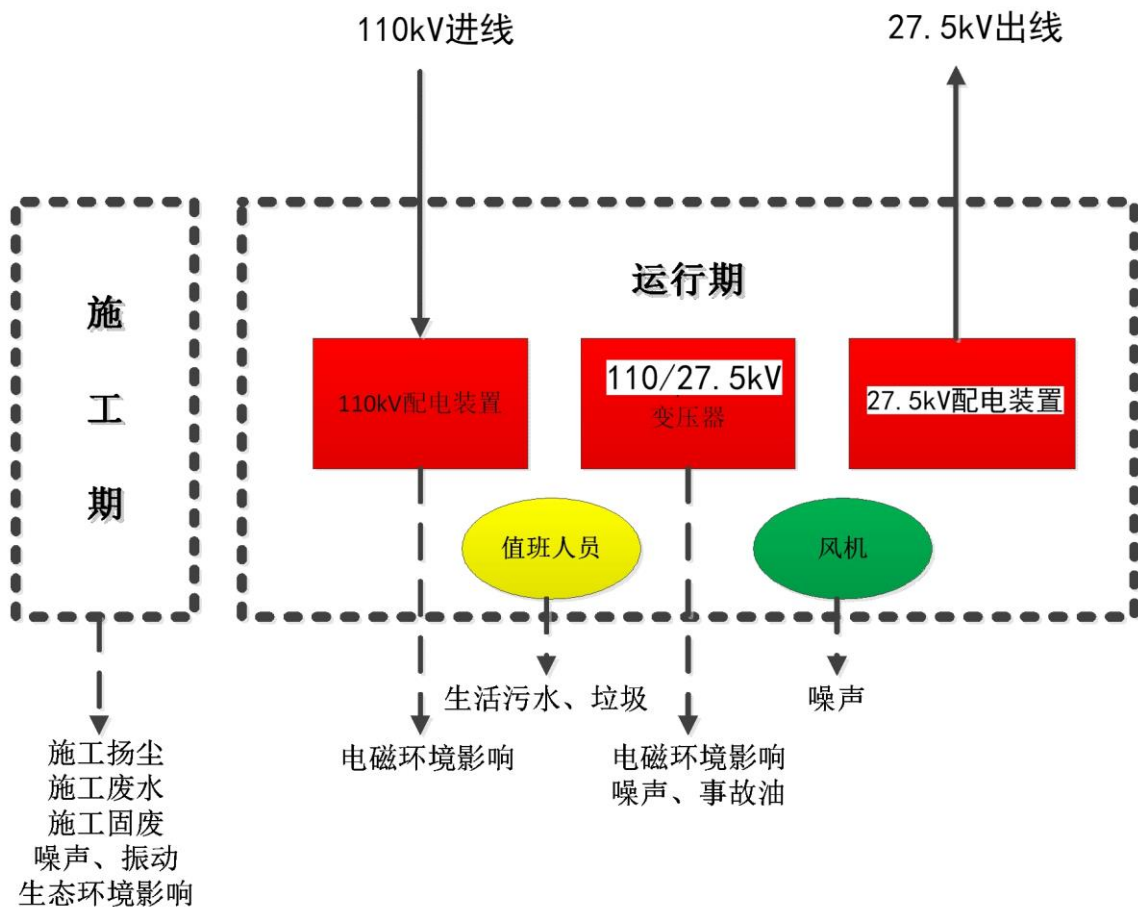 110kV进线
27.5kV出线
施
工
期
运行期
110kV配电装置
110/27.5kV
变压器
27.5kV配电装置
值班人员
风机
生活污水、垃圾
噪声
电磁环境影响
电磁环境影响
噪声、事故油
施工扬尘
施工废水
施工固废
噪声、振动
生态环境影响